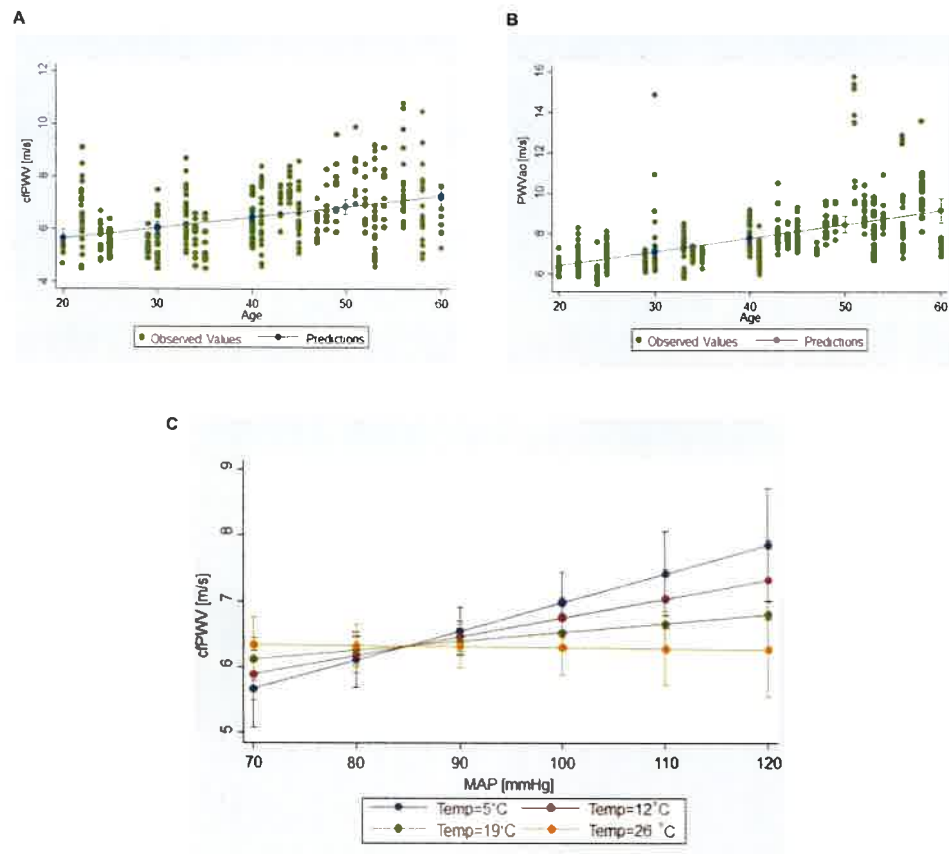 A
cfPWV [m/s]
12
10
8
6
4
20 30 40 50 60
Age
Observed Values Predictions
B
PWVao [m/s]
16
14
12
10
8
6
20 30 40 50 60
Age
Observed Values Predictions
C
cfPWV [m/s]
9
8
7
6
5
70 80 90 100 110 120
MAP [mmHg]
Temp=5°C Temp=12°C
Temp=19°C Temp=26 °C